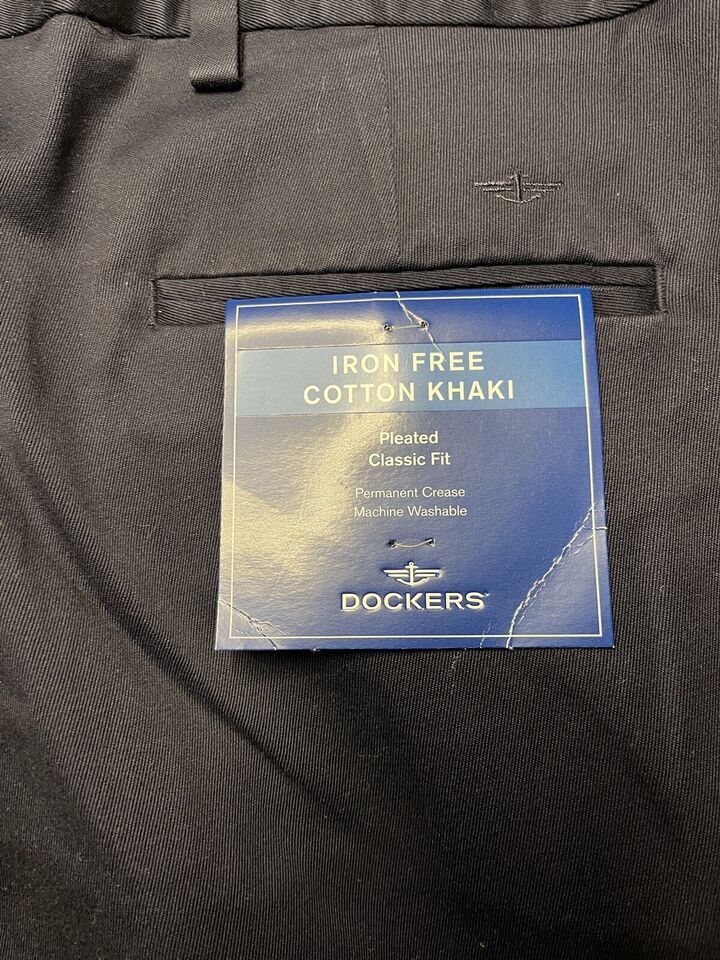 IRON FREE
COTTON KHAKI
Pleated
Classic Fit
Permanent Crease
Machine Washable
DOCKERS